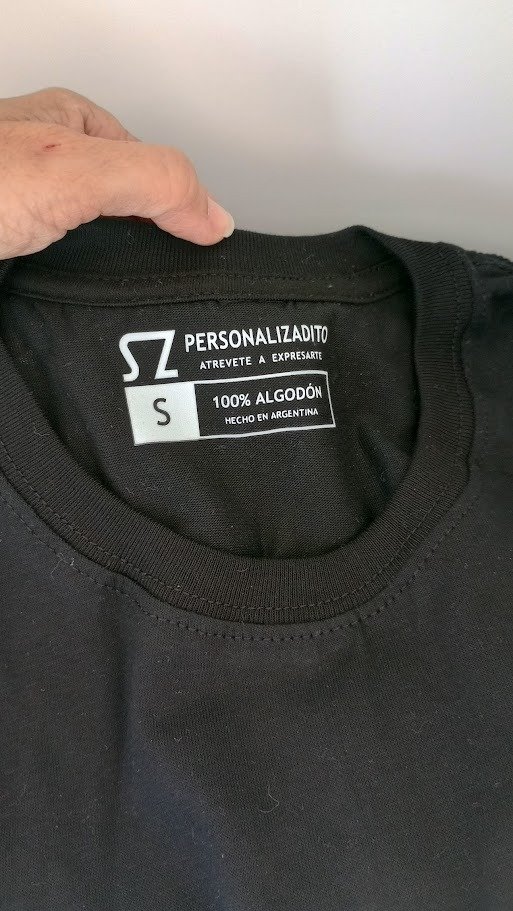 SZ
PERSONALIZADITO
ATREVETE A EXPRESARTE
S
100% ALGODÓN
HECHO EN ARGENTINA